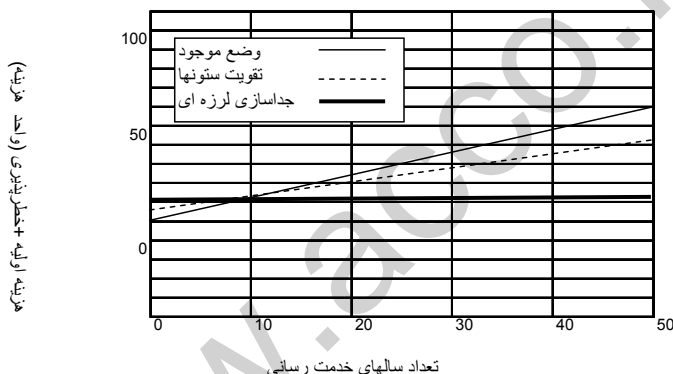 100
50
0
وضع موجود
تقویت ستونها
جداسازی لرزه ای
هزینه اولیه +خطرپذیری (واحد هزینه)
0 10 20 30 40 50
تعداد سالهای خدمت رسانی
w.acco.